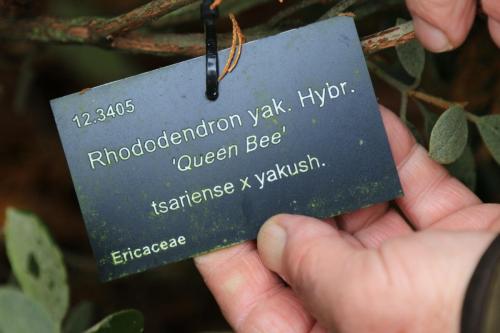 12.3405
Rhododendron yak. Hybr.
'Queen Bee'
tsariense x yakush.
Ericaceae